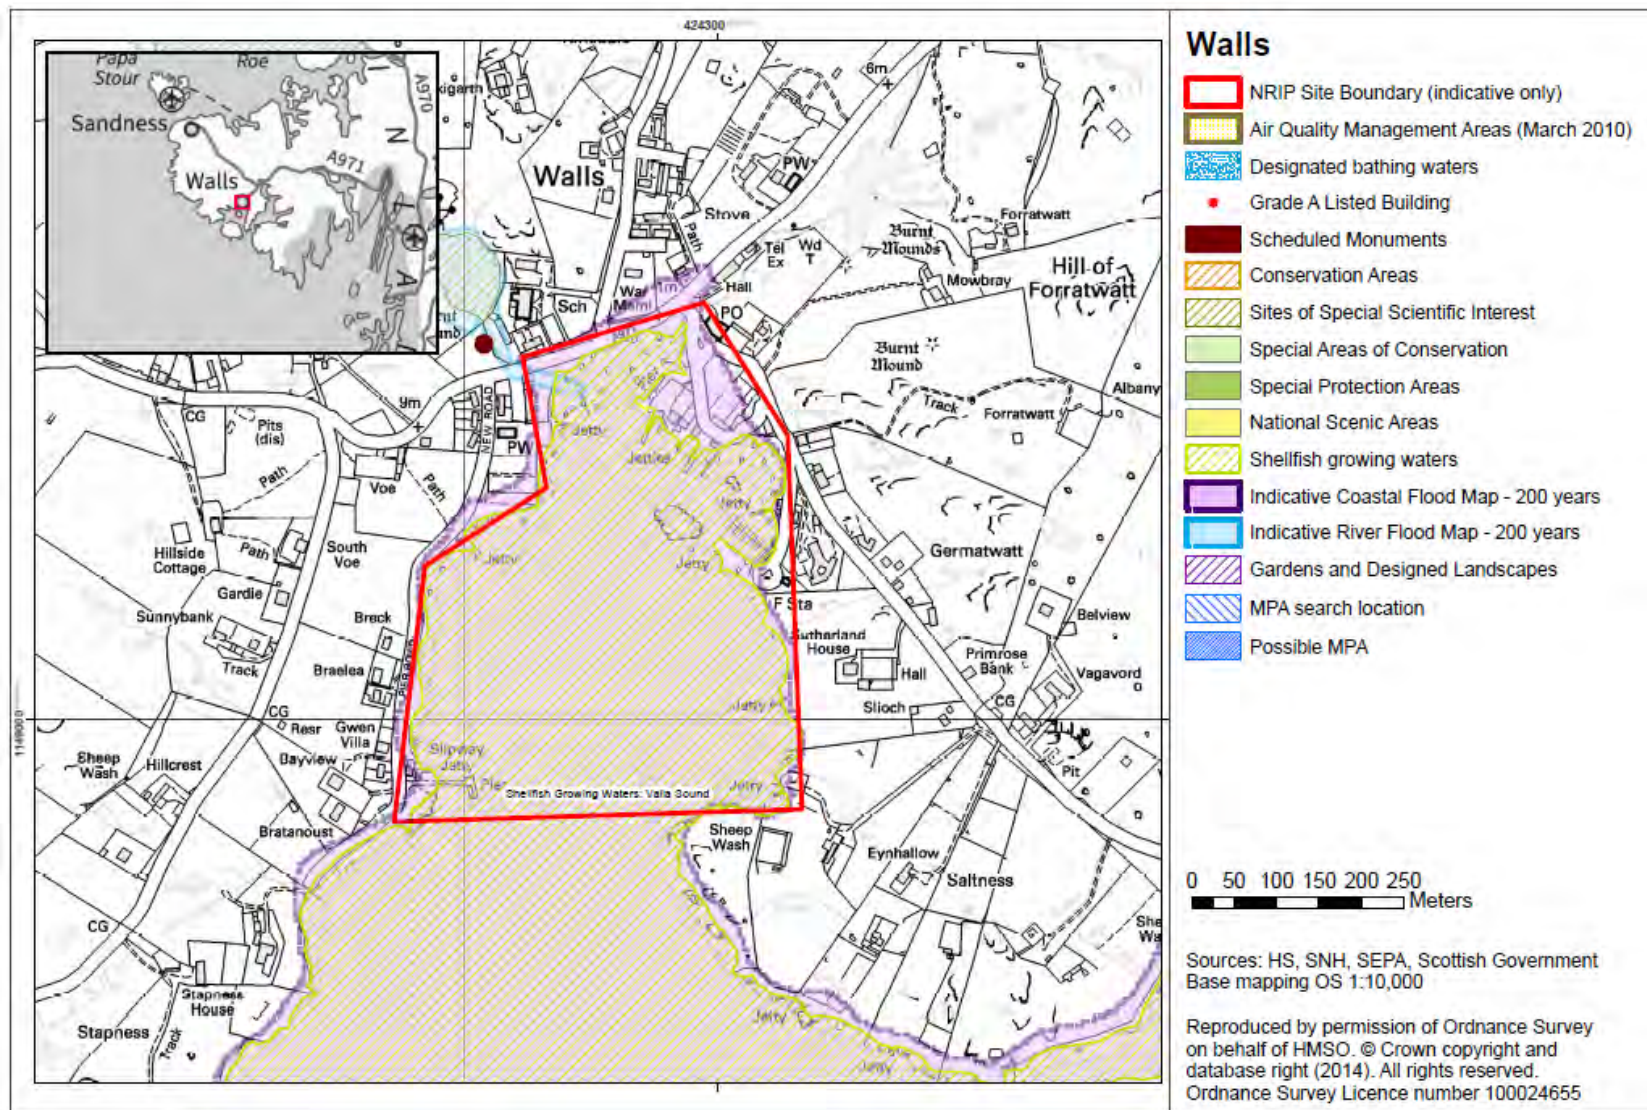 424300
1149000
Papa
Stour
Roe
A970
Sandness
A971
Walls
Walls
6m
PW
Stove
Path
Tel
Ex
Wd
T
Hall
Burnt
Mounds
Forratwatt
Mowbray
Hill of
Forratwatt
Sch
1m
PO
Burnt
Mound
Albany
Track
Forratwatt
9m
CG
Pits
(dis)
NEW ROAD
PW
Jetty
Jetties
Path
Voe
Path
Jetty
Hillside
Cottage
Path
South
Voe
Jetty
Jetty
Germatwatt
Gardie
F Sta
Sunnybank
Breck
Belview
Sutherland
House
Track
Braelea
PIER ROAD
Hall
Primrose
Bank
Vagavord
CG
Resr
Gwen
Villa
Jetty
Slioch
CG
Sheep
Wash
Hillcrest
Bayview
Slipway
Jetty
Pier
Jetty
Pit
Shellfish Growing Waters: Vaila Sound
Bratanoust
Sheep
Wash
Eynhallow
Saltness
CG
Stapness
House
Stapness
Track
Jetty
Jetty
Walls
NRIP Site Boundary (indicative only)
Air Quality Management Areas (March 2010)
Designated bathing waters
Grade A Listed Building
Scheduled Monuments
Conservation Areas
Sites of Special Scientific Interest
Special Areas of Conservation
Special Protection Areas
National Scenic Areas
Shellfish growing waters
Indicative Coastal Flood Map - 200 years
Indicative River Flood Map - 200 years
Gardens and Designed Landscapes
MPA search location
Possible MPA
0 50 100 150 200 250
Meters
Sources: HS, SNH, SEPA, Scottish Government
Base mapping OS 1:10,000
Reproduced by permission of Ordnance Survey
on behalf of HMSO. © Crown copyright and
database right (2014). All rights reserved.
Ordnance Survey Licence number 100024655